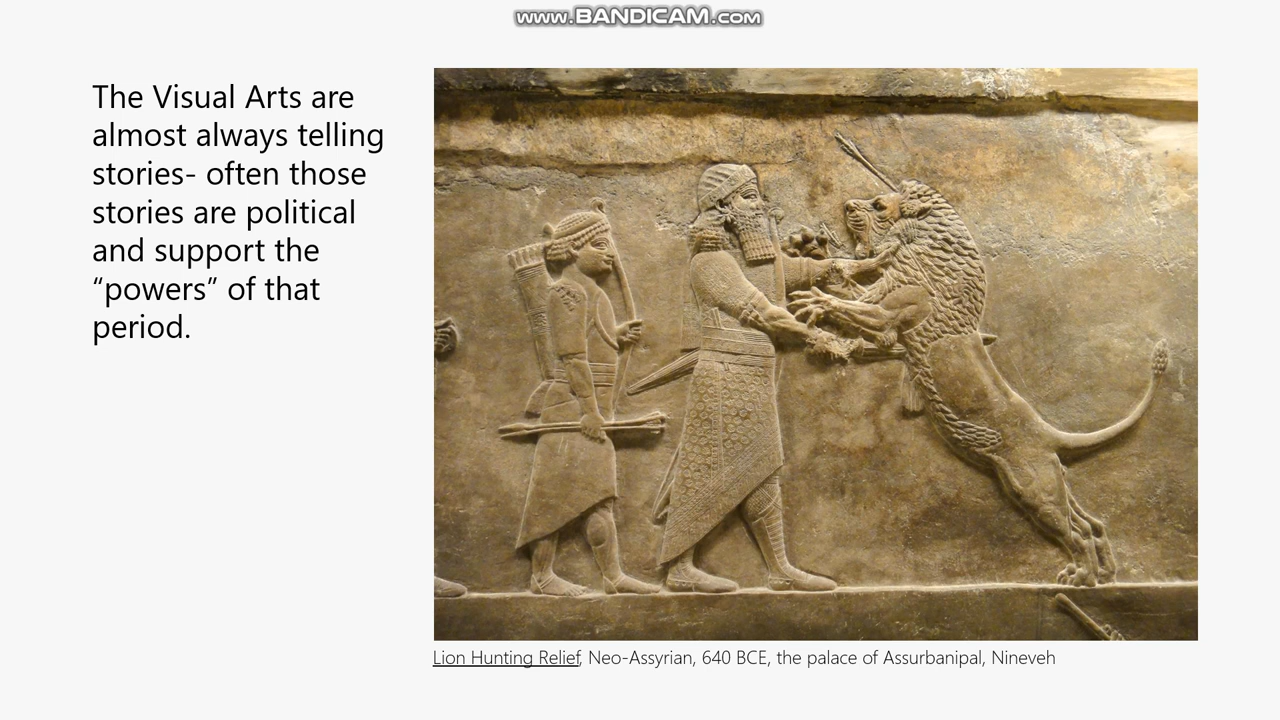 www.BANDICAM.com
The Visual Arts are
almost always telling
stories- often those
stories are political
and support the
“powers” of that
period.
Lion Hunting Relief, Neo-Assyrian, 640 BCE, the palace of Assurbanipal, Nineveh